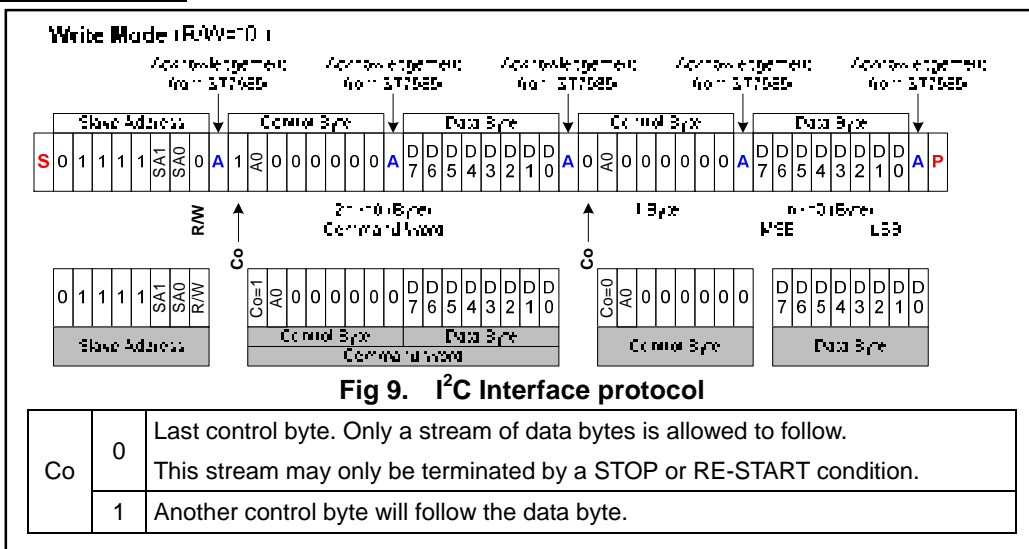 Write Mode (R/W=0)
Acknowledgement Acknowledgement Acknowledgement Acknowledgement Acknowledgement
from from from from from
Slave Address Control Byte Data Byte Control Byte Data Byte
S 0 1 1 1 1 SA1 SA0 0 A 1 A0 0 0 0 0 0 0 A D7 D6 D5 D4 D3 D2 D1 D0 A 0 A0 0 0 0 0 0 0 A D7 D6 D5 D4 D3 D2 D1 D0 A P
R/W Co Command Word Co 1 Byte MSB LSB
0 1 1 1 1 SA1 SA0 R/W Co=1 A0 0 0 0 0 0 0 D7 D6 D5 D4 D3 D2 D1 D0 Co=0 A0 0 0 0 0 0 0 D7 D6 D5 D4 D3 D2 D1 D0
Slave Address Control Byte Data Byte Control Byte Data Byte
Command Word
Fig 9. I²C Interface protocol
Co 0 Last control byte. Only a stream of data bytes is allowed to follow.
This stream may only be terminated by a STOP or RE-START condition.
1 Another control byte will follow the data byte.